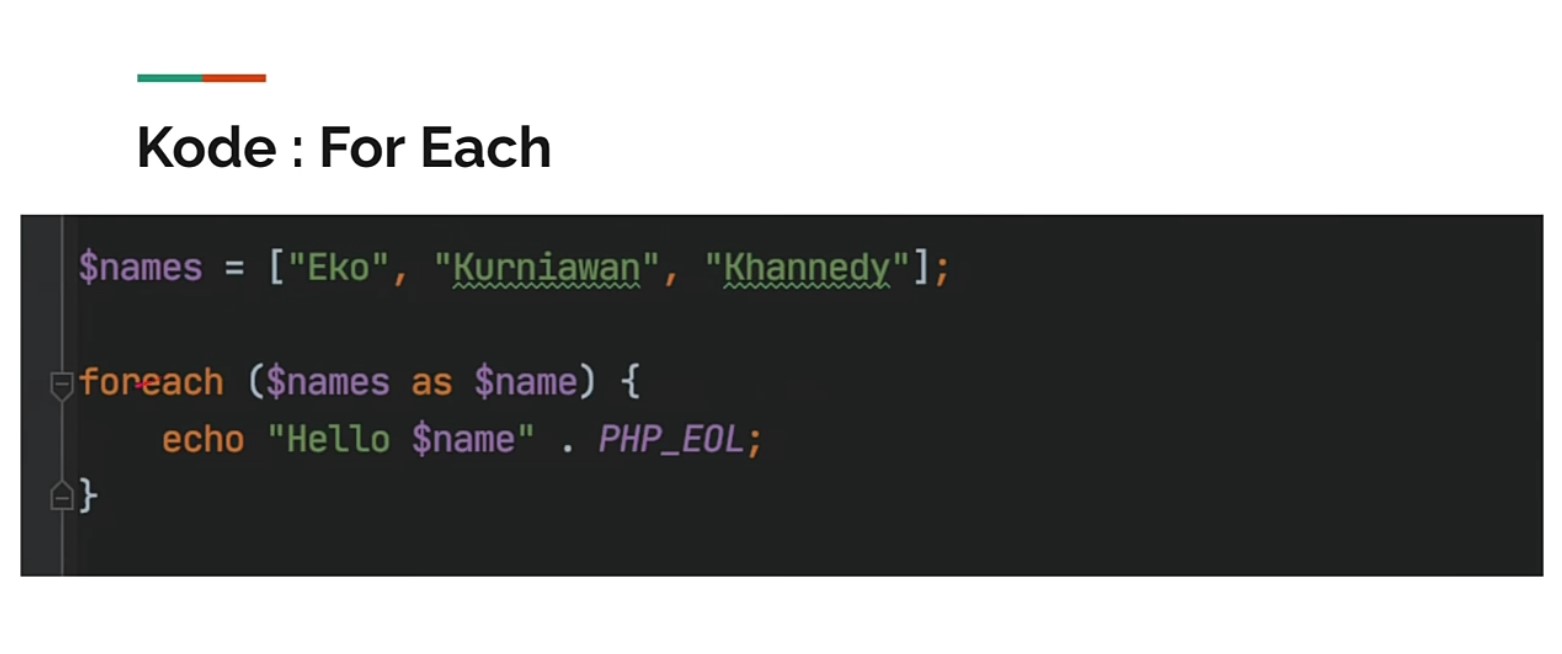 Kode : For Each
$names = ["Eko", "Kurniawan", "Khannedy"];
foreach ($names as $name) {
    echo "Hello $name" . PHP_EOL;
}